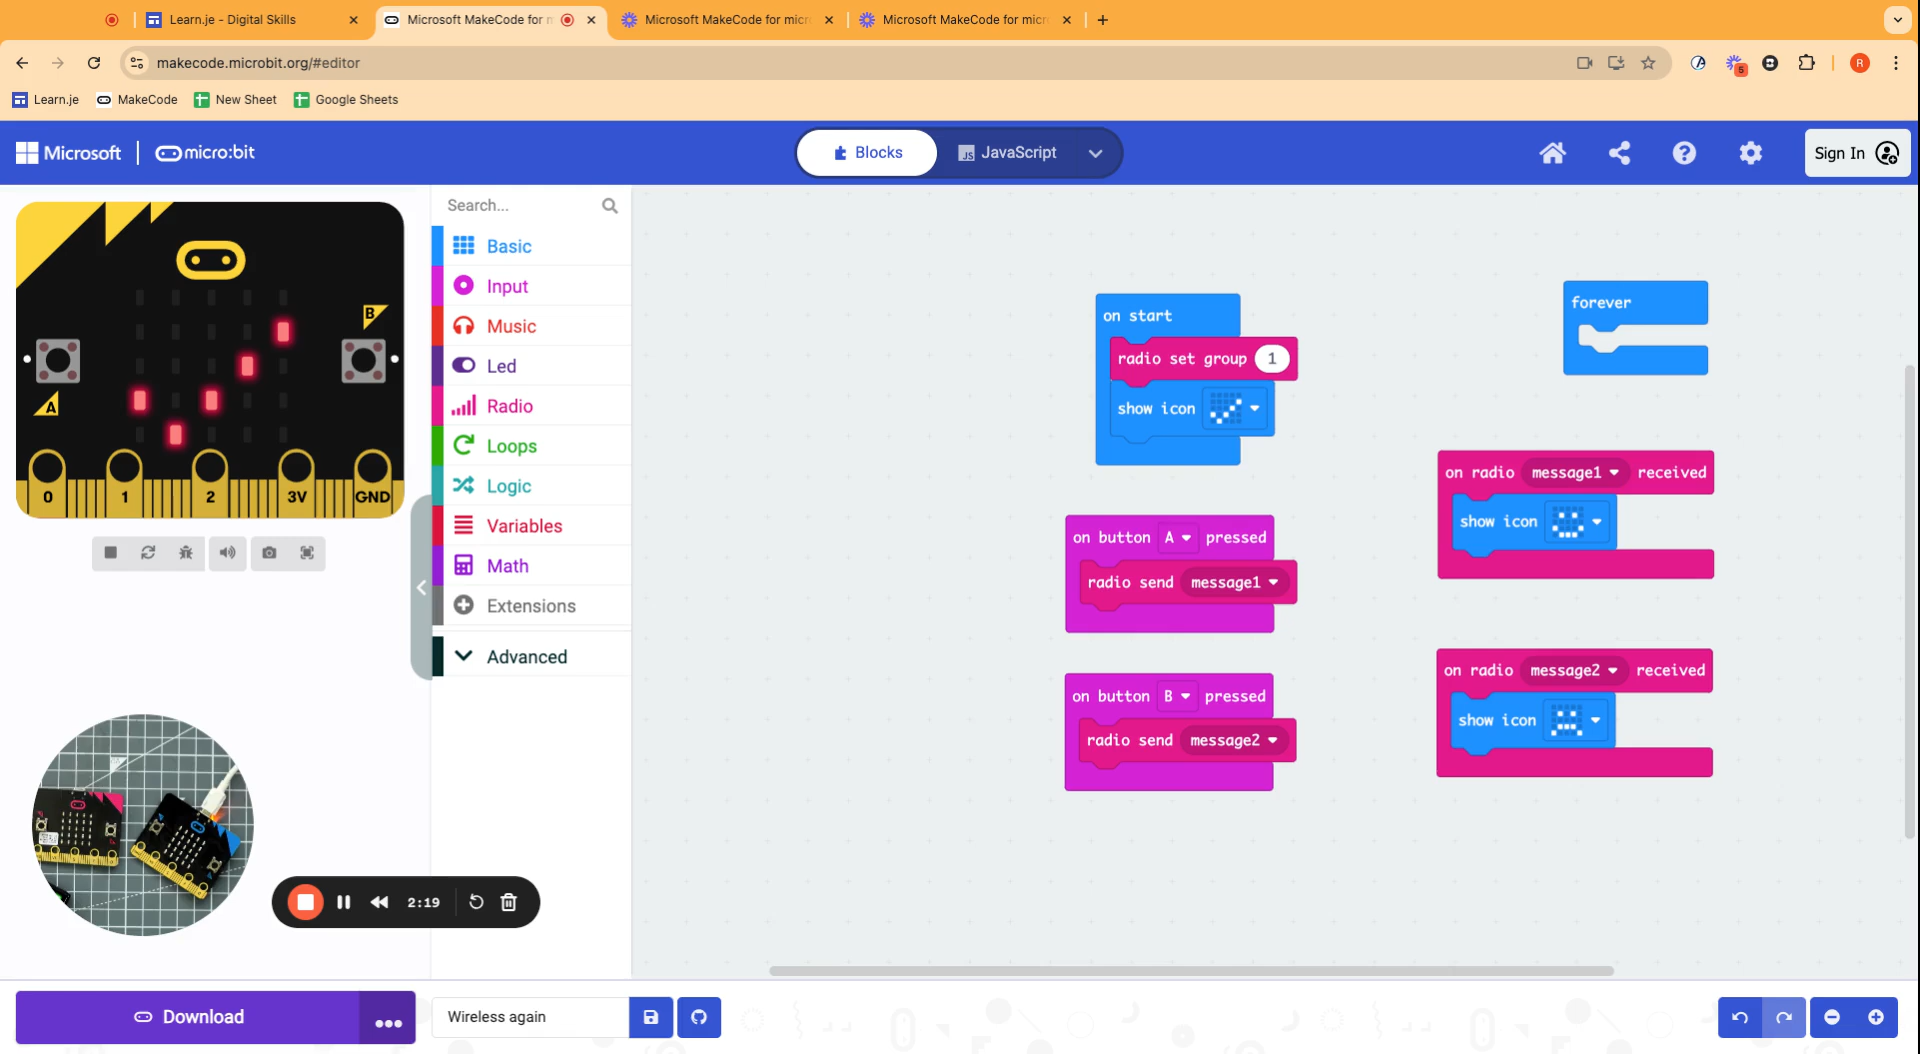 Learn.je - Digital Skills
Microsoft MakeCode for m
Microsoft MakeCode for micr
Microsoft MakeCode for micr
makecode.microbit.org/#editor
5
R
Learn.je
MakeCode
New Sheet
Google Sheets
Microsoft
micro:bit
Blocks
JS JavaScript
Sign In
Search...
Basic
Input
Music
Led
Radio
Loops
Logic
Variables
Math
Extensions
Advanced
B
A
0 1 2 3V GND
on start
radio set group 1
show icon
forever
on radio message1 received
show icon
on button A pressed
radio send message1
on radio message2 received
show icon
on button B pressed
radio send message2
2:19
Download
Wireless again